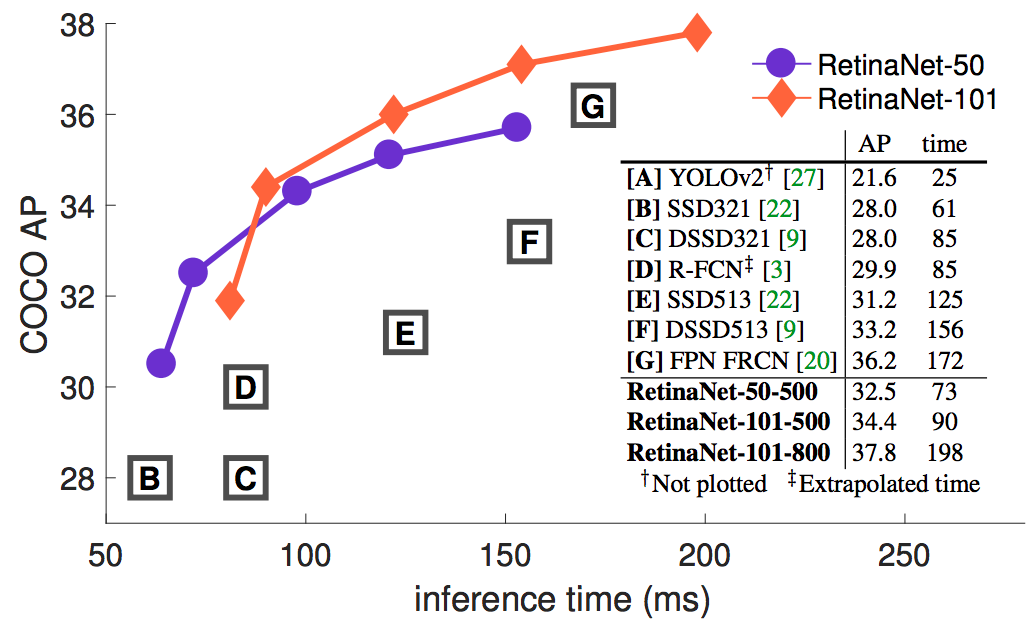 38
36
34
32
30
28
COCO AP
50 100 150 200 250
inference time (ms)
B
C
D
E
F
G
RetinaNet-50
RetinaNet-101
AP time
[A] YOLOv2† [27] 21.6 25
[B] SSD321 [22] 28.0 61
[C] DSSD321 [9] 28.0 85
[D] R-FCN‡ [3] 29.9 85
[E] SSD513 [22] 31.2 125
[F] DSSD513 [9] 33.2 156
[G] FPN FRCN [20] 36.2 172
RetinaNet-50-500 32.5 73
RetinaNet-101-500 34.4 90
RetinaNet-101-800 37.8 198
†Not plotted ‡Extrapolated time